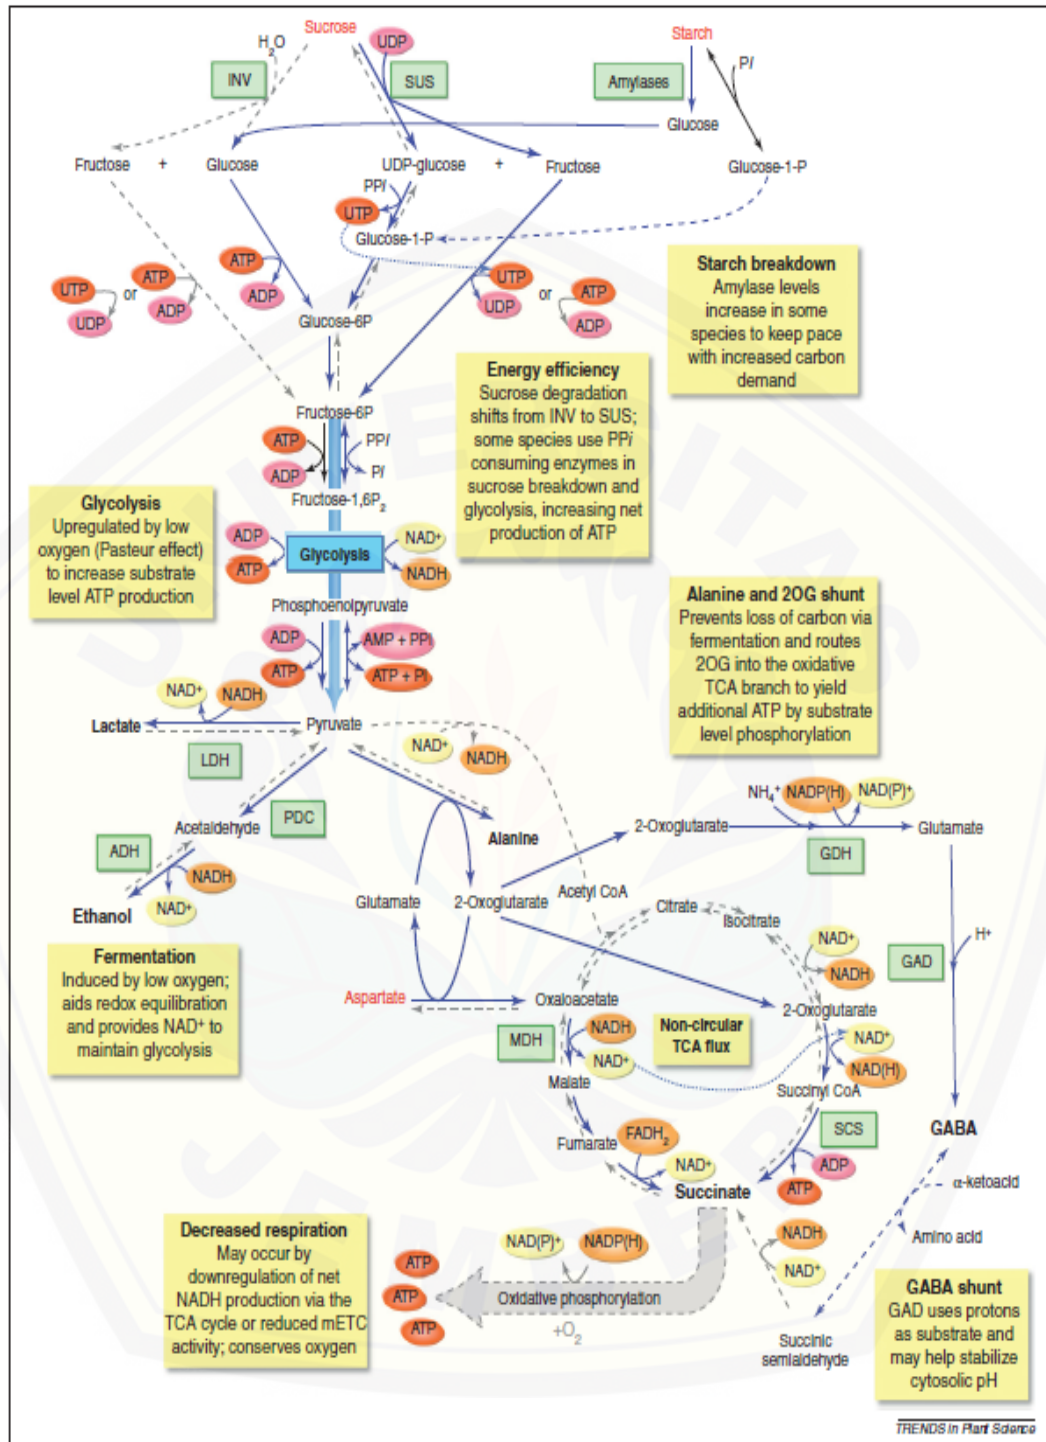 Sucrose
UDP
Starch
H2O
INV
SUS
Amylases
Pi
Glucose
Fructose + Glucose
UDP-glucose + Fructose
Glucose-1-P
PPi
UTP
Glucose-1-P
UTP or ATP
UDP
ADP
ATP
ADP
UTP or ATP
UDP
ADP
Glucose-6P
Starch breakdown
Amylase levels
increase in some
species to keep pace
with increased carbon
demand
Energy efficiency
Sucrose degradation
shifts from INV to SUS;
some species use PPi
consuming enzymes in
sucrose breakdown and
glycolysis, increasing net
production of ATP
Fructose-6P
ATP
PPi
ADP
Pi
Fructose-1,6P2
Glycolysis
Upregulated by low
oxygen (Pasteur effect)
to increase substrate
level ATP production
ADP
NAD+
Glycolysis
ATP
NADH
Phosphoenolpyruvate
ADP
AMP + PPi
ATP
ATP + Pi
Alanine and 2OG shunt
Prevents loss of carbon via
fermentation and routes
2OG into the oxidative
TCA branch to yield
additional ATP by substrate
level phosphorylation
NAD+
NADH
Lactate
Pyruvate
LDH
NAD+
NADH
Acetaldehyde
PDC
ADH
NADH
NAD+
Ethanol
Alanine
2-Oxoglutarate
NH4+
NADP(H)
NAD(P)+
Glutamate
GDH
Glutamate
2-Oxoglutarate
Acetyl CoA
Citrate
Isocitrate
NAD+
NADH
H+
GAD
Fermentation
Induced by low oxygen;
aids redox equilibration
and provides NAD+ to
maintain glycolysis
Aspartate
Oxaloacetate
2-Oxoglutarate
MDH
NADH
NAD+
Non-circular
TCA flux
NAD+
NAD(H)
Malate
Succinyl CoA
Fumarate
FADH2
NAD+
SCS
ADP
ATP
Succinate
GABA
α-ketoacid
Amino acid
NADH
NAD+
Decreased respiration
May occur by
downregulation of net
NADH production via the
TCA cycle or reduced mETC
activity; conserves oxygen
ATP
ATP
ATP
NAD(P)+
NADP(H)
Oxidative phosphorylation
+O2
Succinic
semialdehyde
GABA shunt
GAD uses protons
as substrate and
may help stabilize
cytosolic pH
TRENDS in Plant Science
UNIVERSITAS
JEMBER